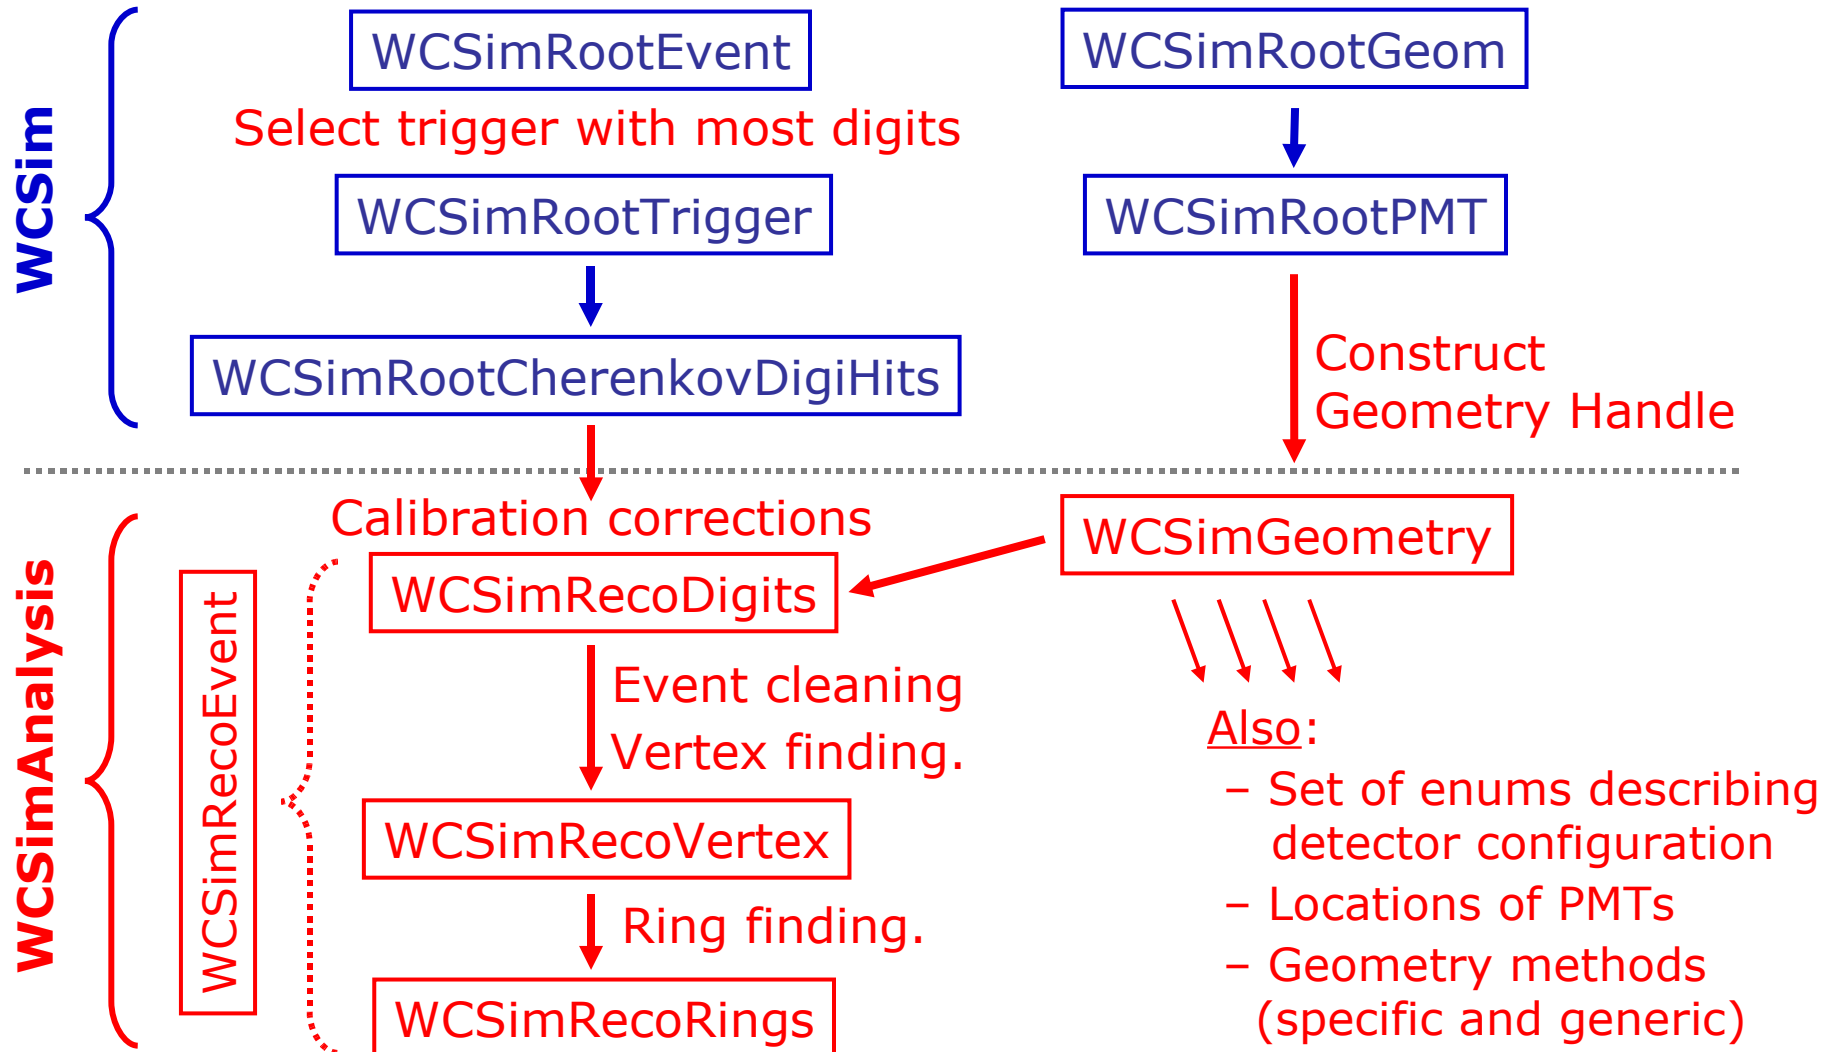 WCSim
WCSimRootEvent
Select trigger with most digits
WCSimRootTrigger
WCSimRootCherenkovDigiHits
WCSimRootGeom
WCSimRootPMT
Construct
Geometry Handle
WCSimAnalysis
WCSimRecoEvent
Calibration corrections
WCSimRecoDigits
Event cleaning
Vertex finding.
WCSimRecoVertex
Ring finding.
WCSimRecoRings
WCSimGeometry
Also:
– Set of enums describing
detector configuration
– Locations of PMTs
– Geometry methods
(specific and generic)